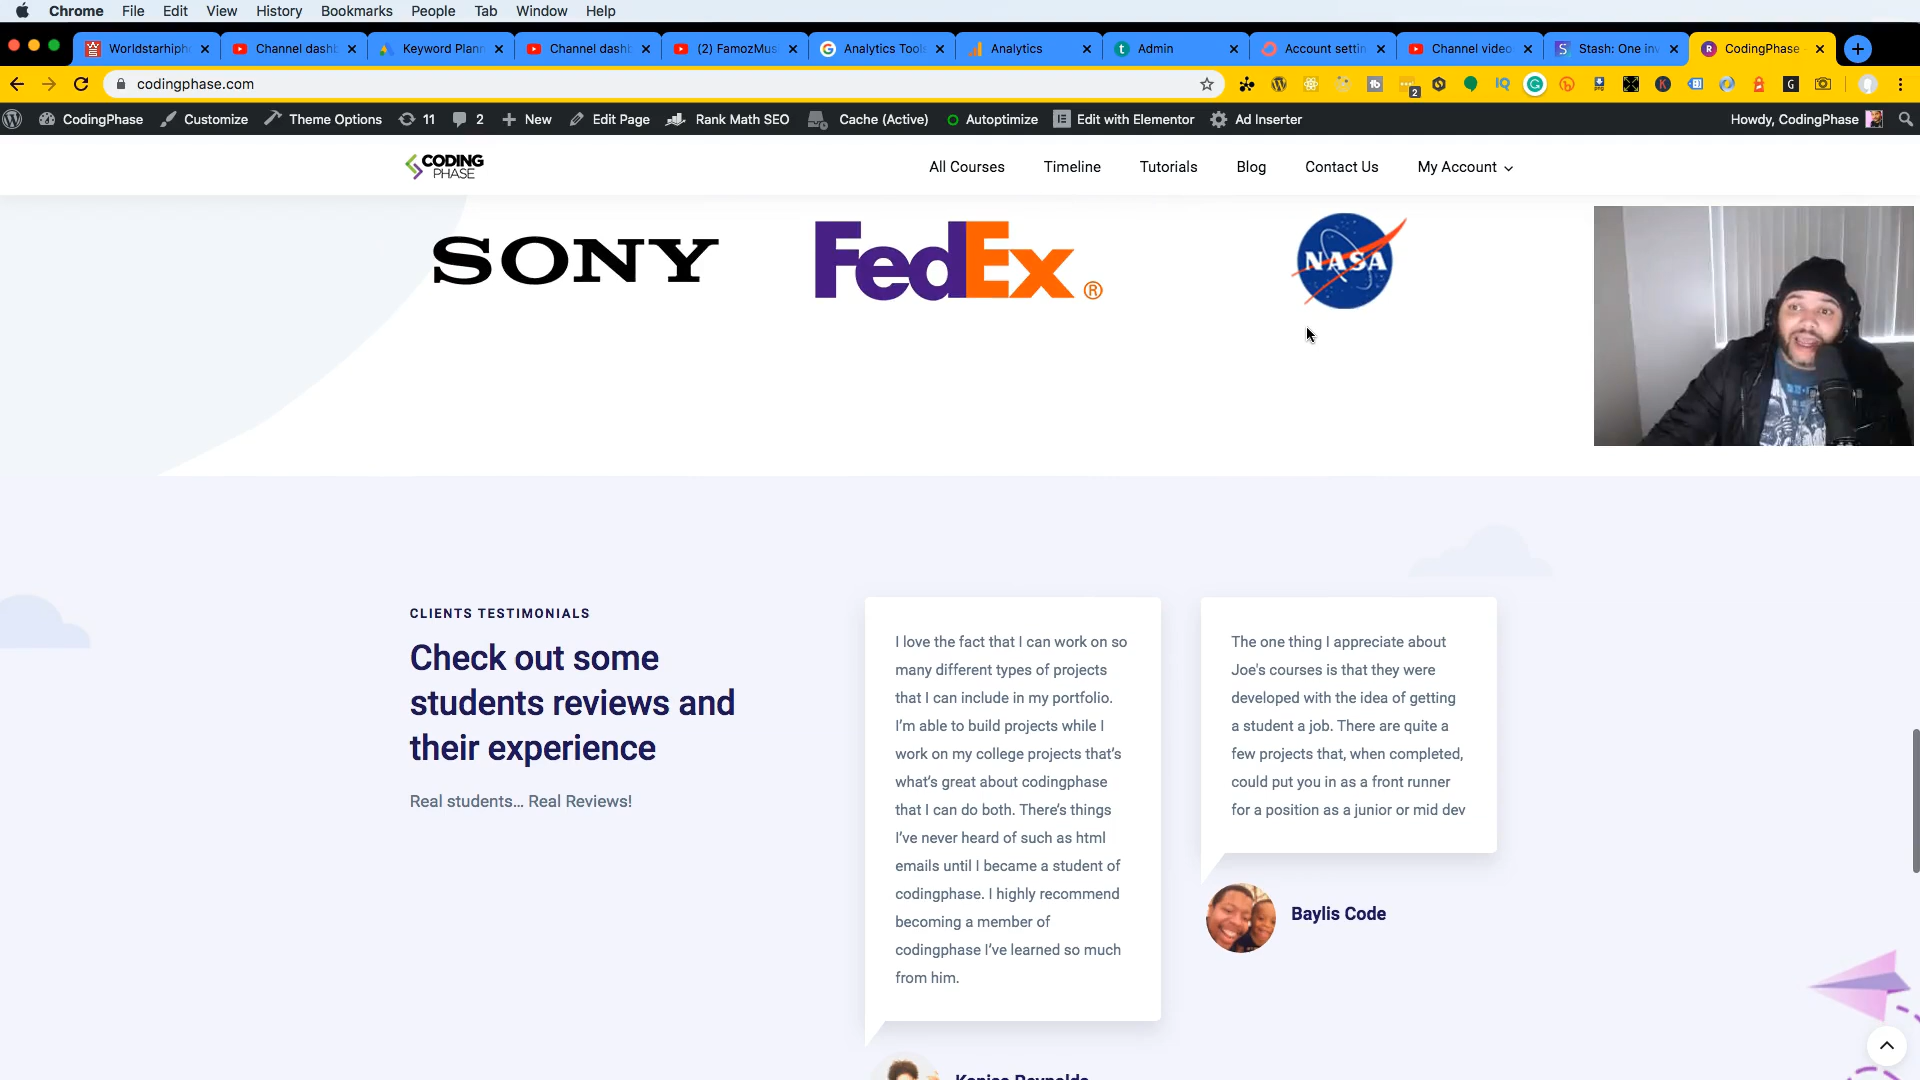 Chrome File Edit View History Bookmarks People Tab Window Help
Worldstarhiph Channel dashb Keyword Plann Channel dashb (2) FamozMus Analytics Tools Analytics Admin Account settin Channel video Stash: One inv CodingPhase
codingphase.com
2
CodingPhase Customize Theme Options 11 2 New Edit Page Rank Math SEO Cache (Active) Autoptimize Edit with Elementor Ad Inserter Howdy, CodingPhase
CODING
PHASE
All Courses Timeline Tutorials Blog Contact Us My Account
SONY FedEx® NASA
CLIENTS TESTIMONIALS
Check out some
students reviews and
their experience
Real students... Real Reviews!
I love the fact that I can work on so
many different types of projects
that I can include in my portfolio.
I'm able to build projects while I
work on my college projects that's
what's great about codingphase
that I can do both. There's things
I've never heard of such as html
emails until I became a student of
codingphase. I highly recommend
becoming a member of
codingphase I've learned so much
from him.
The one thing I appreciate about
Joe's courses is that they were
developed with the idea of getting
a student a job. There are quite a
few projects that, when completed,
could put you in as a front runner
for a position as a junior or mid dev
Baylis Code